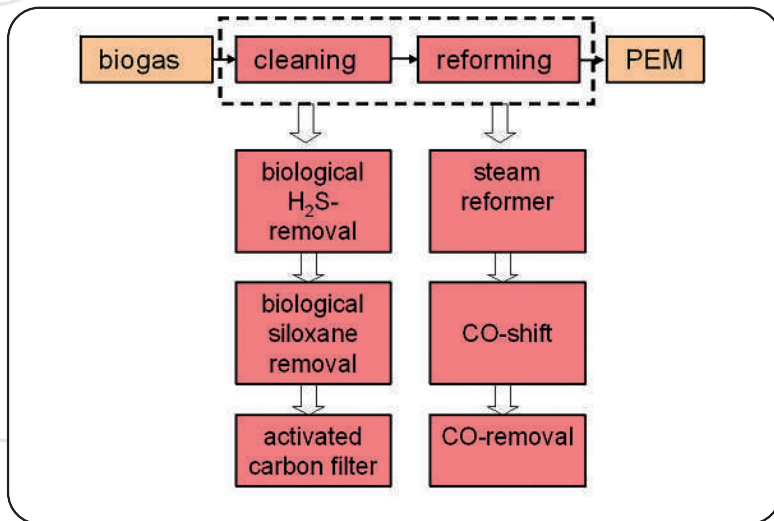 biogas
cleaning
reforming
PEM
biological
H₂S-
removal
steam
reformer
biological
siloxane
removal
CO-shift
activated
carbon filter
CO-removal